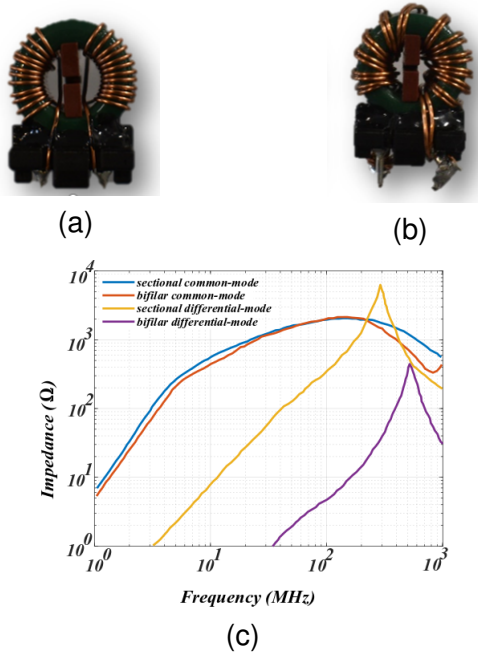 (a)
(b)
10^4
10^3
10^2
10^1
10^0
Impedance (Ω)
sectional common-mode
bifilar common-mode
sectional differential-mode
bifilar differential-mode
10^0
10^1
10^2
10^3
Frequency (MHz)
(c)